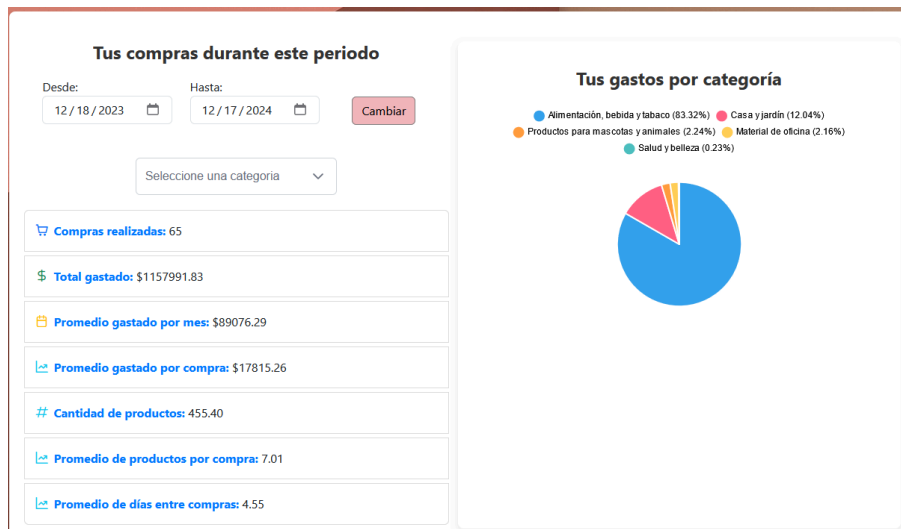 Tus compras durante este periodo
Desde:
Hasta:
12/18/2023
12/17/2024
Cambiar
Seleccione una categoria
Compras realizadas: 65
$ Total gastado: $1157991.83
Promedio gastado por mes: $89076.29
Promedio gastado por compra: $17815.26
# Cantidad de productos: 455.40
Promedio de productos por compra: 7.01
Promedio de días entre compras: 4.55
Tus gastos por categoría
Alimentación, bebida y tabaco (83.32%) Casa y jardín (12.04%)
Productos para mascotas y animales (2.24%) Material de oficina (2.16%)
Salud y belleza (0.23%)